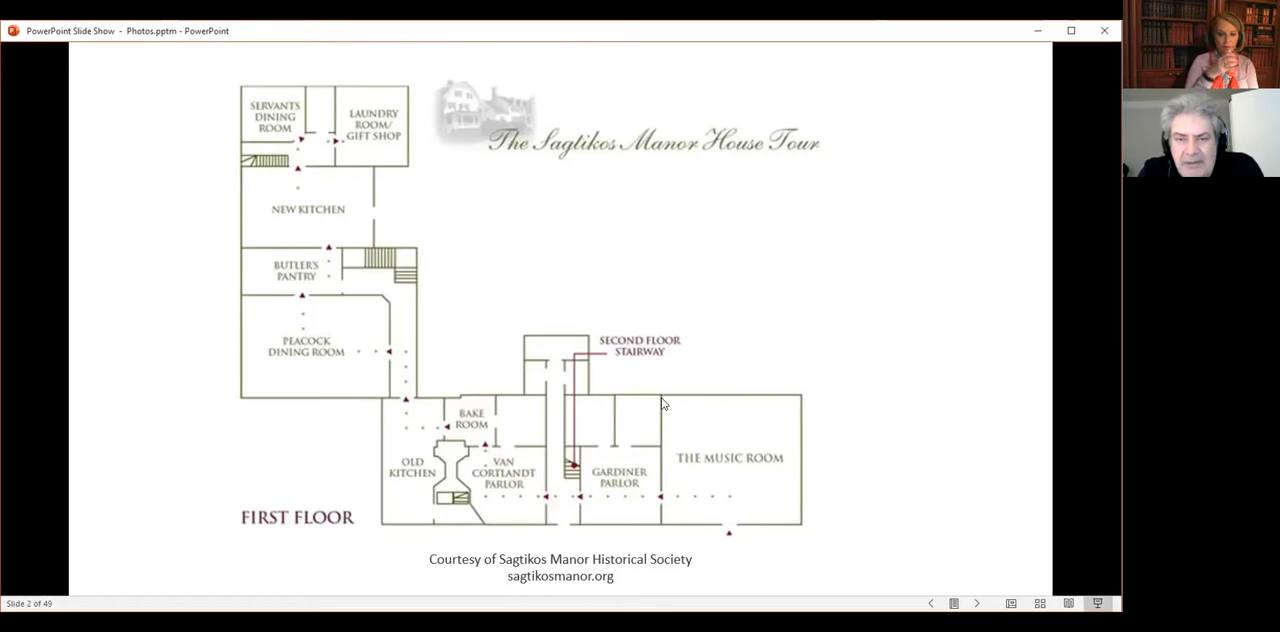 PowerPoint Slide Show - Photos.pptm - PowerPoint
The Sagtikos Manor House Tour
SERVANTS
DINING
ROOM
LAUNDRY
ROOM/
GIFT SHOP
NEW KITCHEN
BUTLER'S
PANTRY
PEACOCK
DINING ROOM
SECOND FLOOR
STAIRWAY
BAKE
ROOM
OLD
KITCHEN
VAN
CORTLANDT
PARLOR
GARDINER
PARLOR
THE MUSIC ROOM
FIRST FLOOR
Courtesy of Sagtikos Manor Historical Society
sagtikosmanor.org
Slide 2 of 49